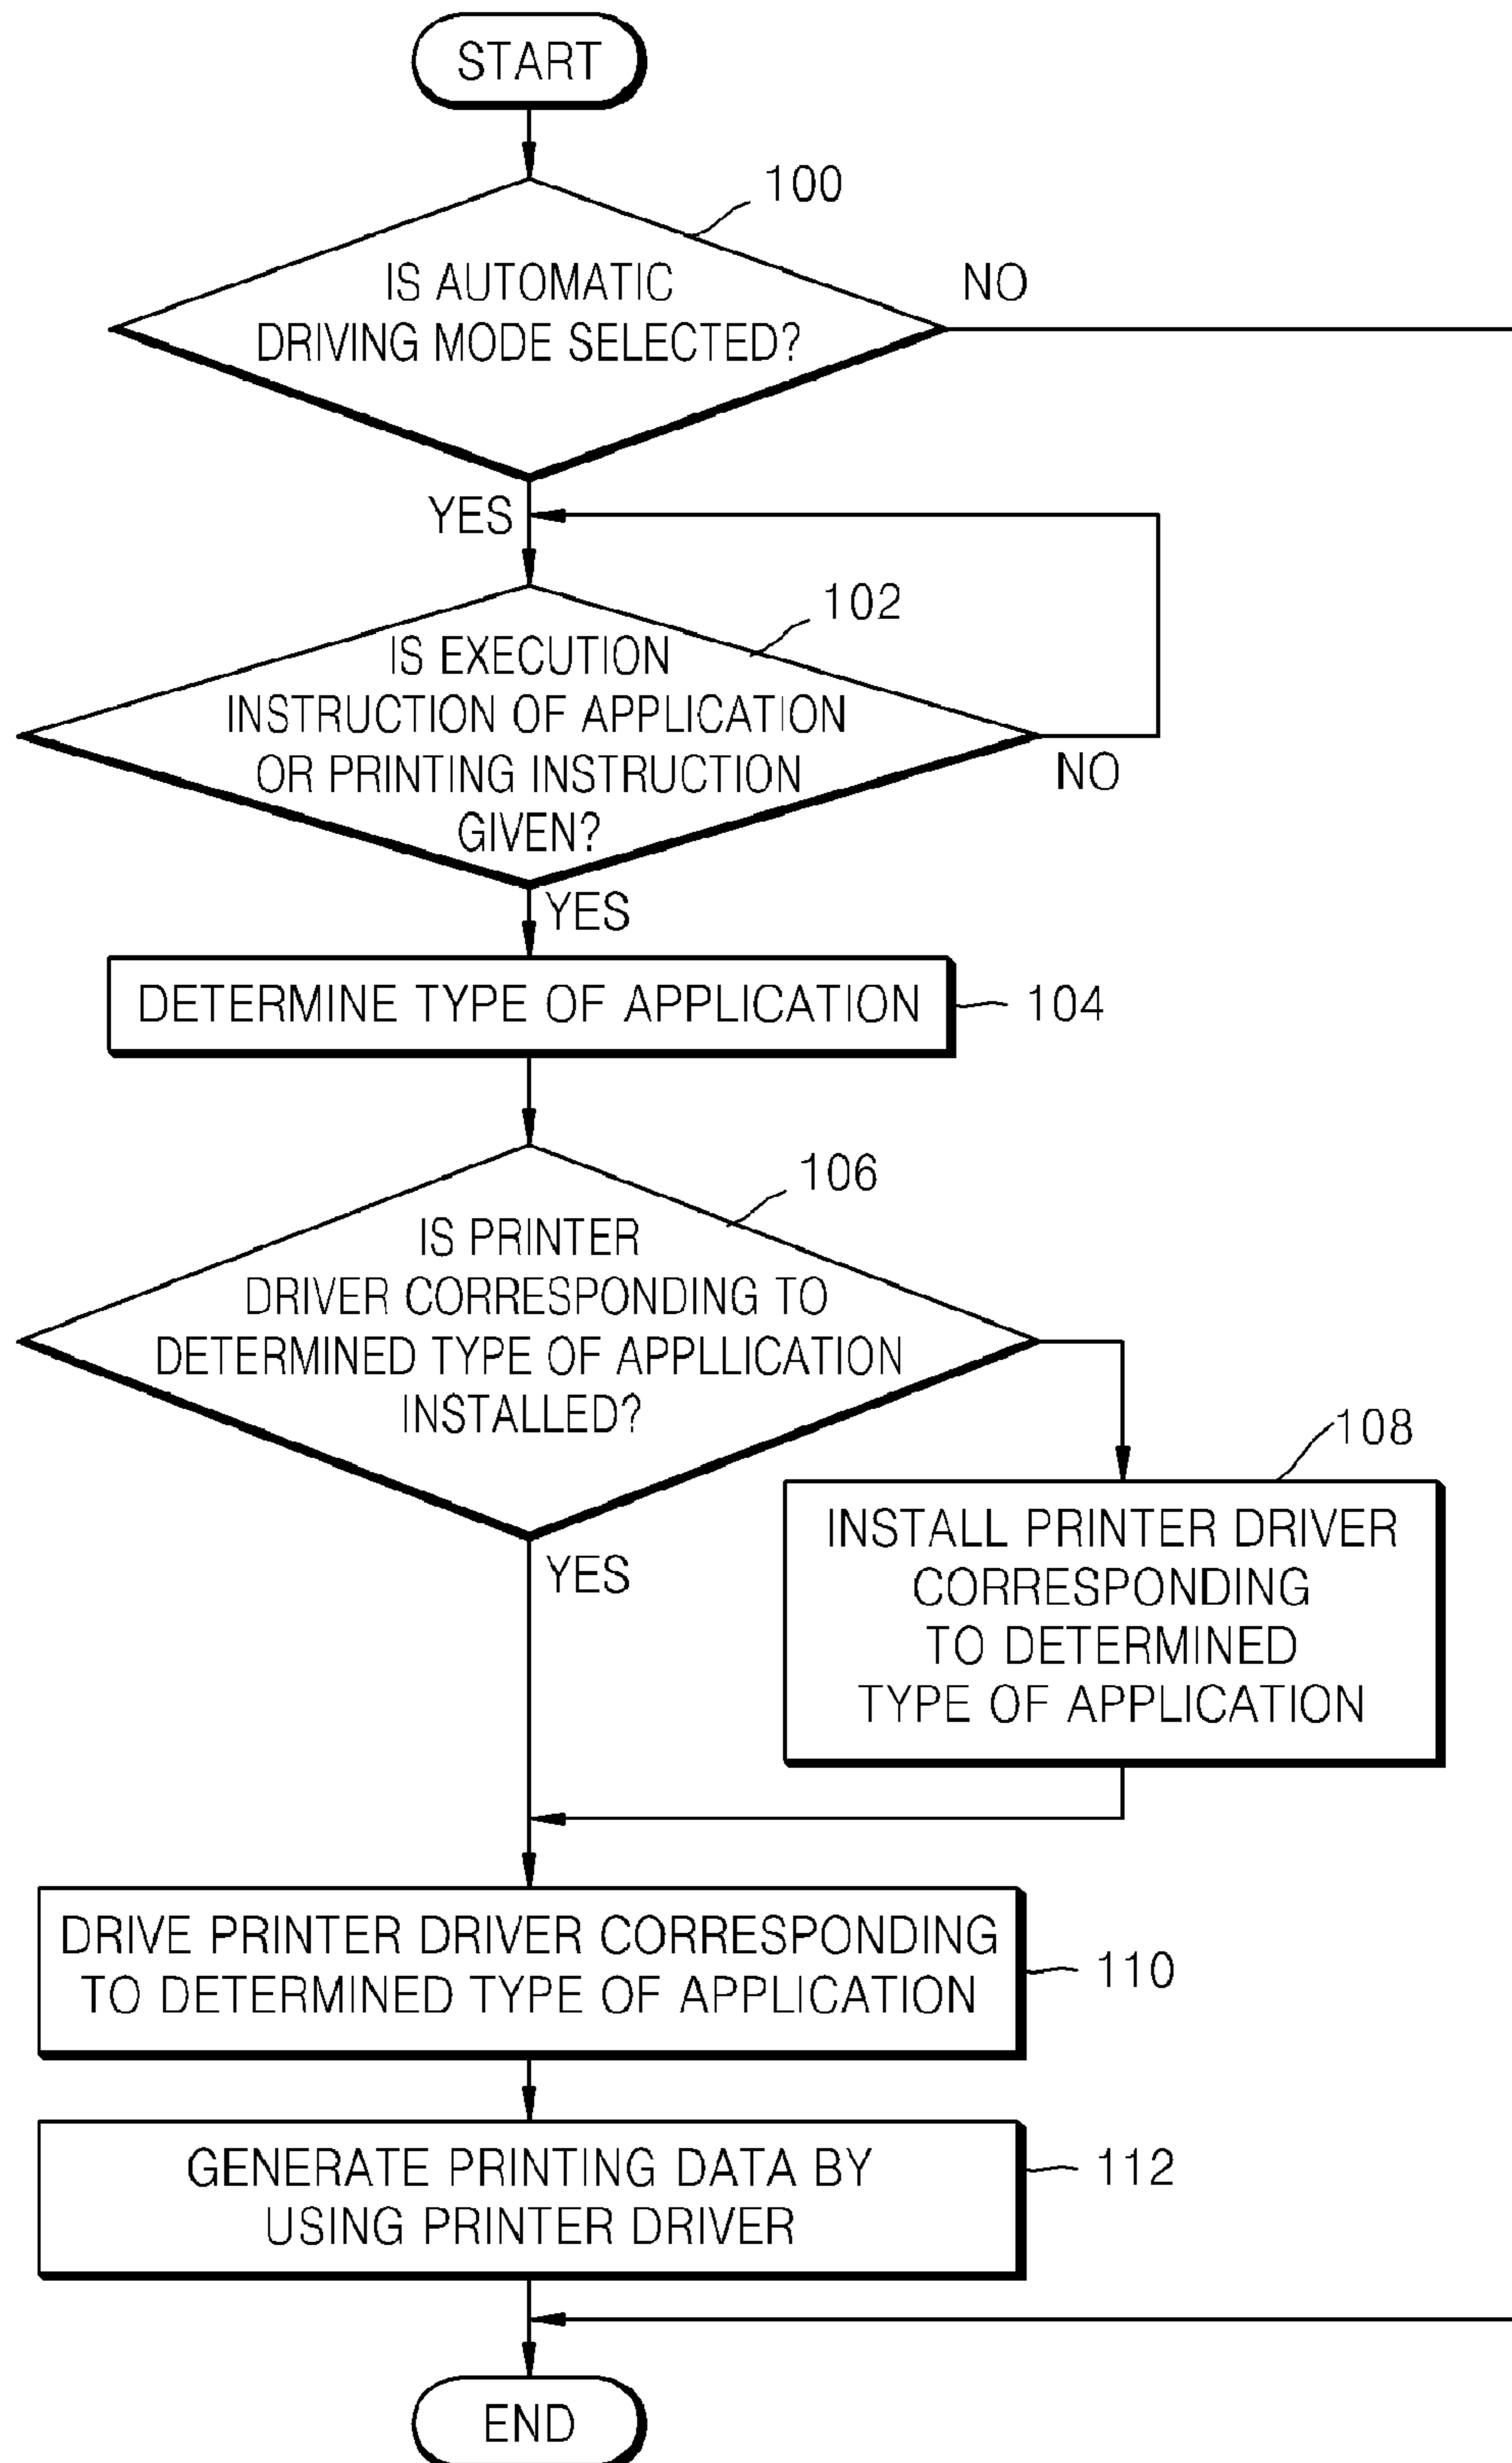 START
100
IS AUTOMATIC
DRIVING MODE SELECTED?
NO
YES
102
IS EXECUTION
INSTRUCTION OF APPLICATION
OR PRINTING INSTRUCTION
GIVEN?
NO
YES
DETERMINE TYPE OF APPLICATION
104
106
IS PRINTER
DRIVER CORRESPONDING TO
DETERMINED TYPE OF APPLLICATION
INSTALLED?
YES
108
INSTALL PRINTER DRIVER
CORRESPONDING
TO DETERMINED
TYPE OF APPLICATION
DRIVE PRINTER DRIVER CORRESPONDING
TO DETERMINED TYPE OF APPLICATION
110
GENERATE PRINTING DATA BY
USING PRINTER DRIVER
112
END